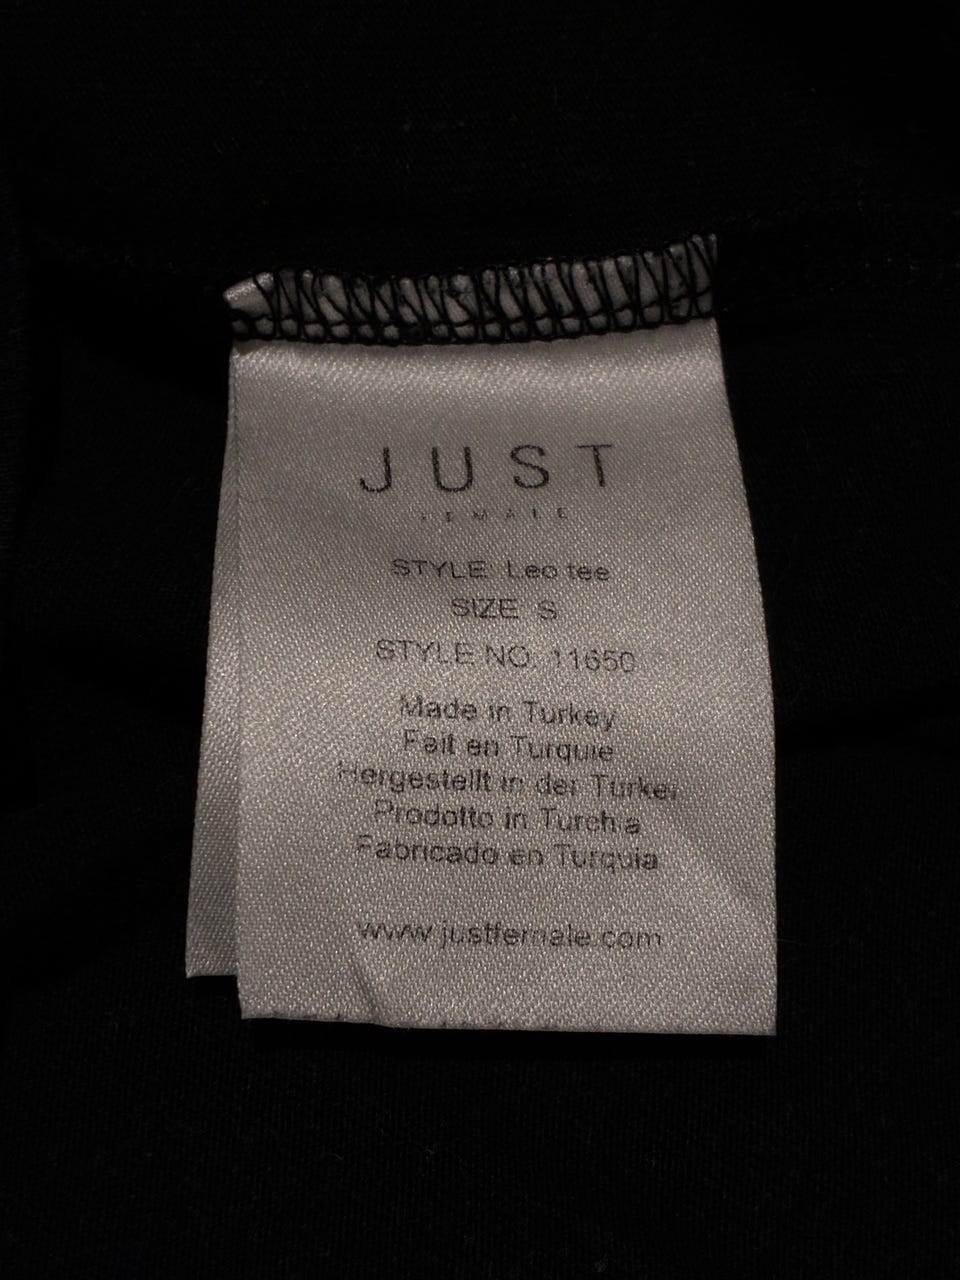 JUST
FEMALE
STYLE: Leo tee
SIZE: S
STYLE NO. 11650
Made in Turkey
Fait en Turquie
Hergestellt in der Turkei
Prodotto in Turchia
Fabricado en Turquia
www.justfemale.com